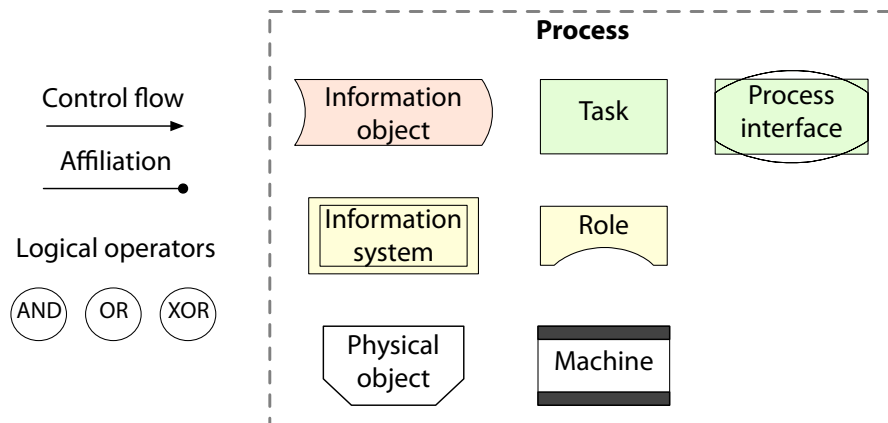 Process
Control flow
Affiliation
Logical operators
AND
OR
XOR
Information
object
Task
Process
interface
Information
system
Role
Physical
object
Machine